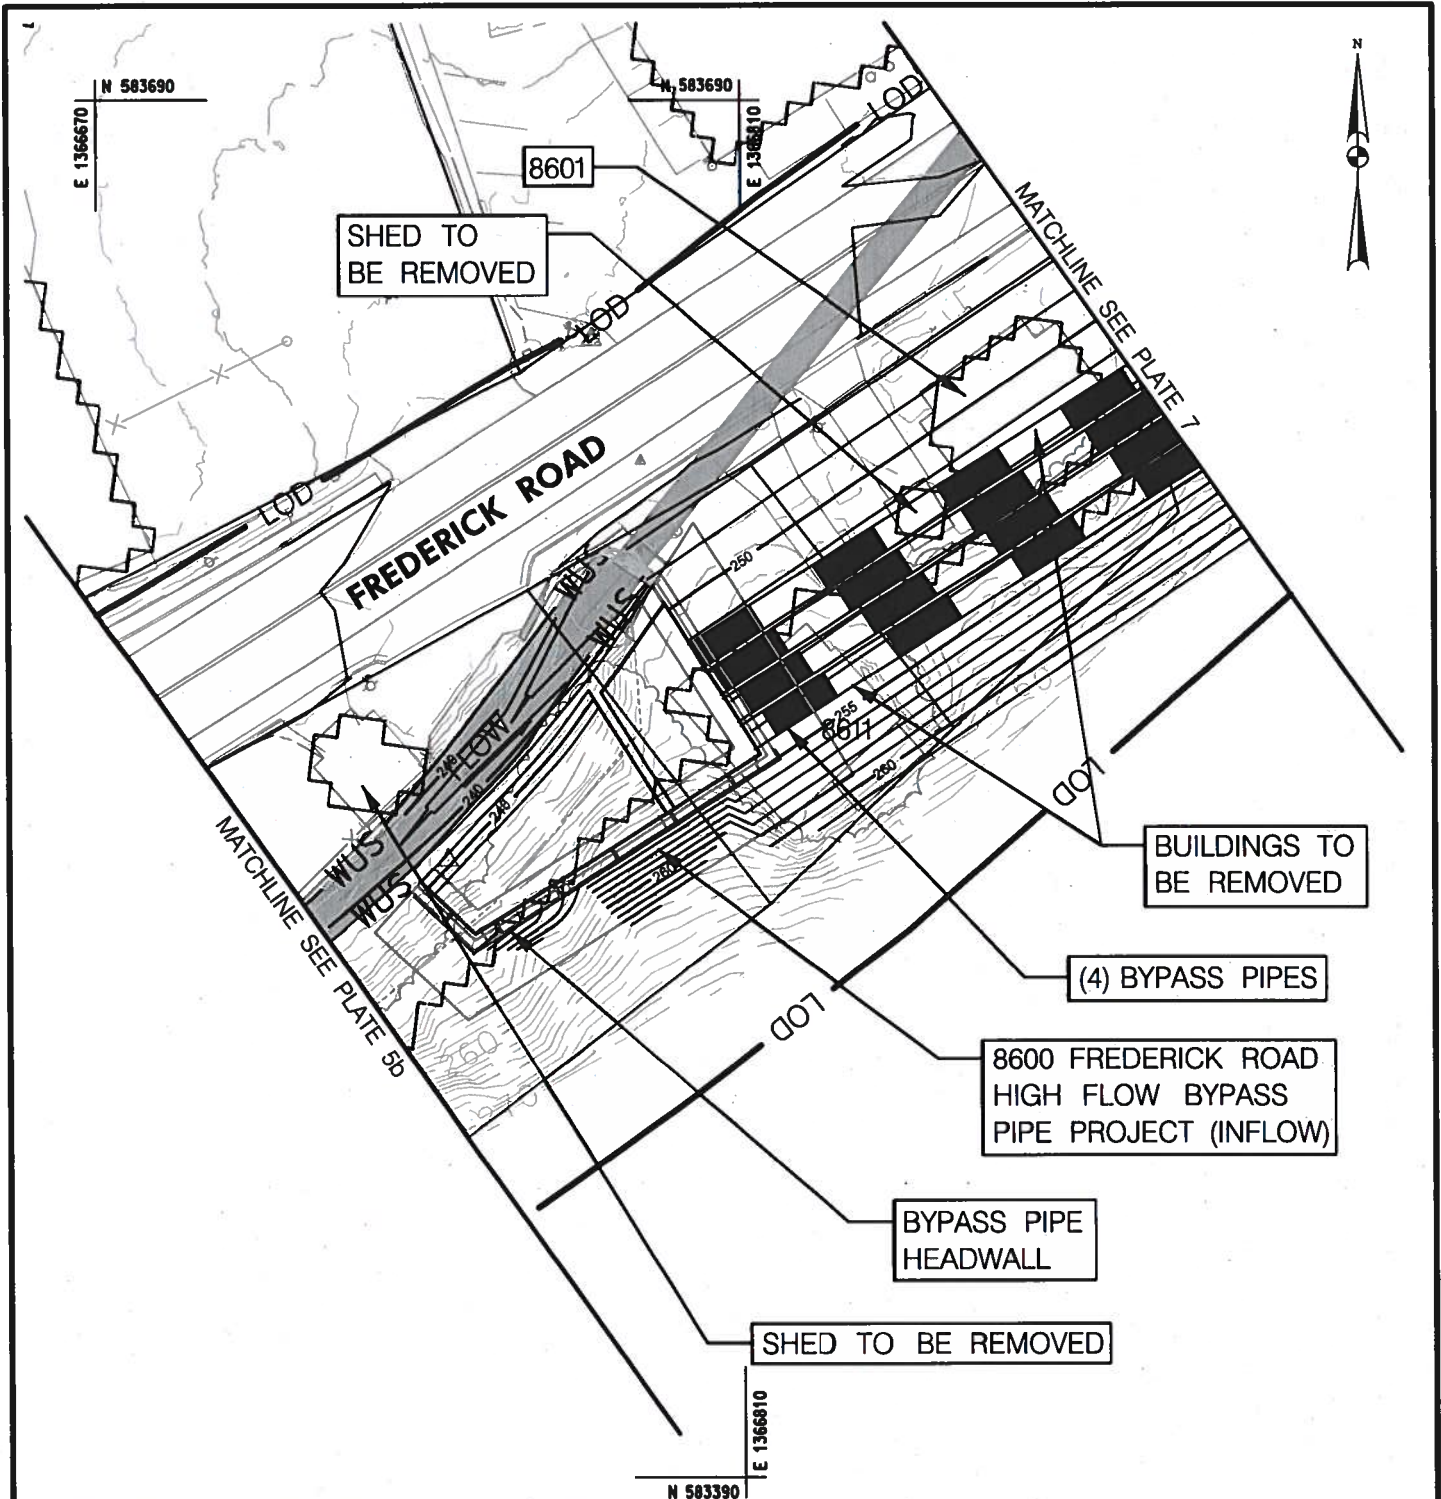 N
N 583690
E 1366670
N 583690
E 1366810
LOD
8601
SHED TO
BE REMOVED
MATCHLINE SEE PLATE 7
LOD
FREDERICK ROAD
LOD
WUS
WUS
250
FLOW
248
240
248
255
8611
260
260
LOD
WUS
WUS
MATCHLINE SEE PLATE 5b
BUILDINGS TO
BE REMOVED
(4) BYPASS PIPES
LOD
260
8600 FREDERICK ROAD
HIGH FLOW BYPASS
PIPE PROJECT (INFLOW)
BYPASS PIPE
HEADWALL
SHED TO BE REMOVED
E 1366810
N 583390